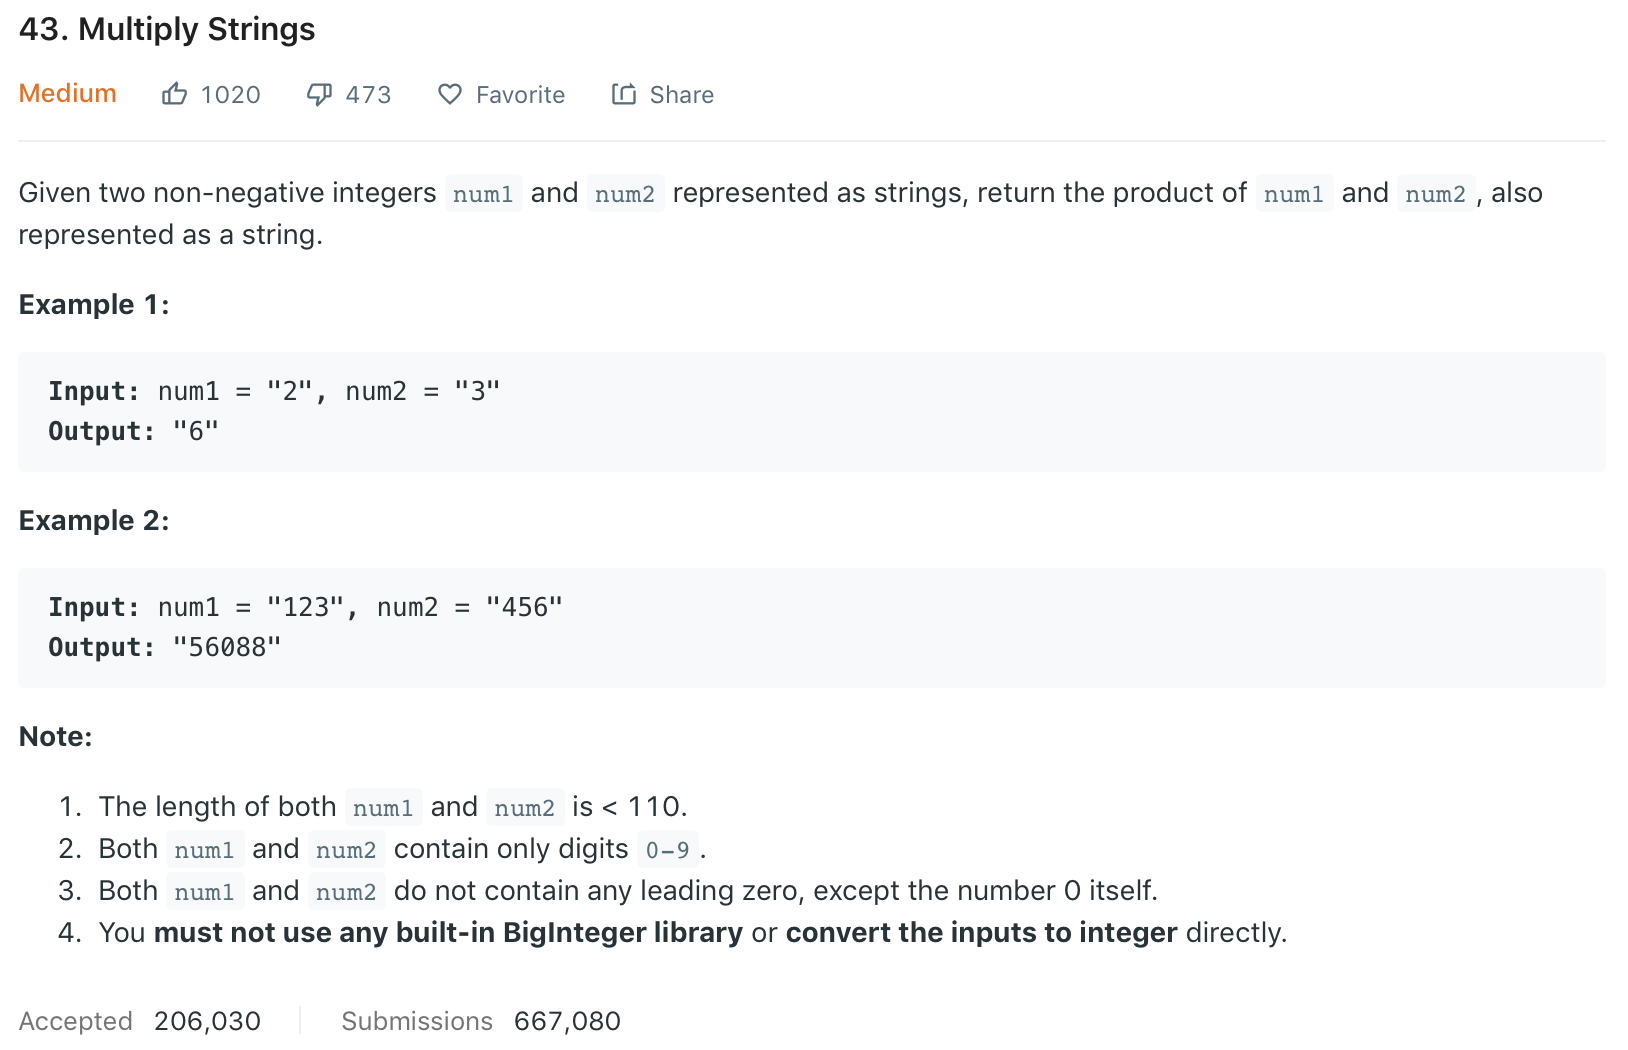 43. Multiply Strings
Medium 1020 473 Favorite Share
Given two non-negative integers num1 and num2 represented as strings, return the product of num1 and num2 , also
represented as a string.
Example 1:
Input: num1 = "2", num2 = "3"
Output: "6"
Example 2:
Input: num1 = "123", num2 = "456"
Output: "56088"
Note:
1. The length of both num1 and num2 is < 110.
2. Both num1 and num2 contain only digits 0-9 .
3. Both num1 and num2 do not contain any leading zero, except the number 0 itself.
4. You must not use any built-in BigInteger library or convert the inputs to integer directly.
Accepted 206,030 Submissions 667,080